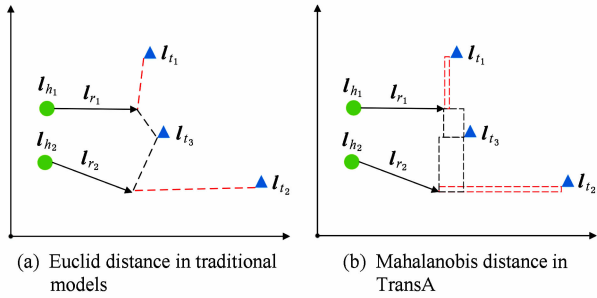 l_{t_1}
l_{h_1}
l_{r_1}
l_{h_2}
l_{t_3}
l_{r_2}
l_{t_2}
(a) Euclid distance in traditional
models
l_{t_1}
l_{h_1}
l_{r_1}
l_{h_2}
l_{t_3}
l_{r_2}
l_{t_2}
(b) Mahalanobis distance in
TransA